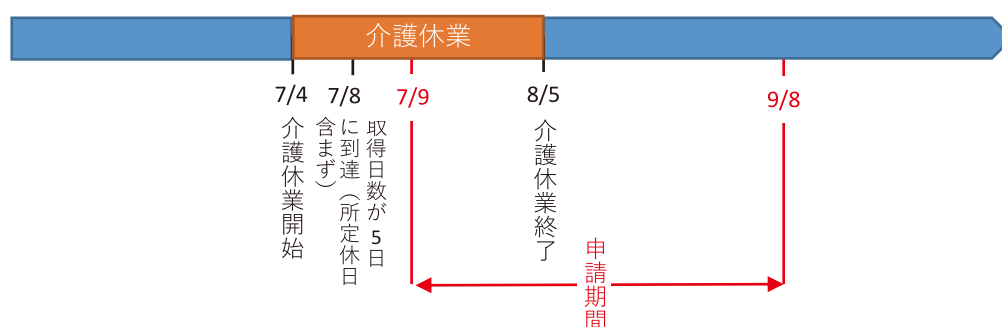 介護休業
7/4
7/8
7/9
8/5
9/8
介護休業開始
取得日数が 5日
に到達（所定休日
含まず）
介護休業終了
申請期間